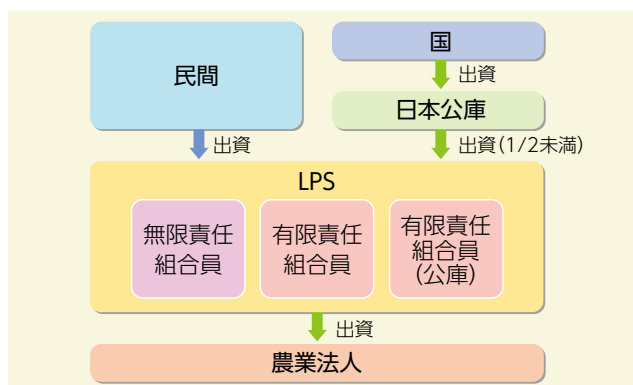 民間
国
出資
日本公庫
出資
出資(1/2未満)
LPS
無限責任
組合員
有限責任
組合員
有限責任
組合員
(公庫)
出資
農業法人